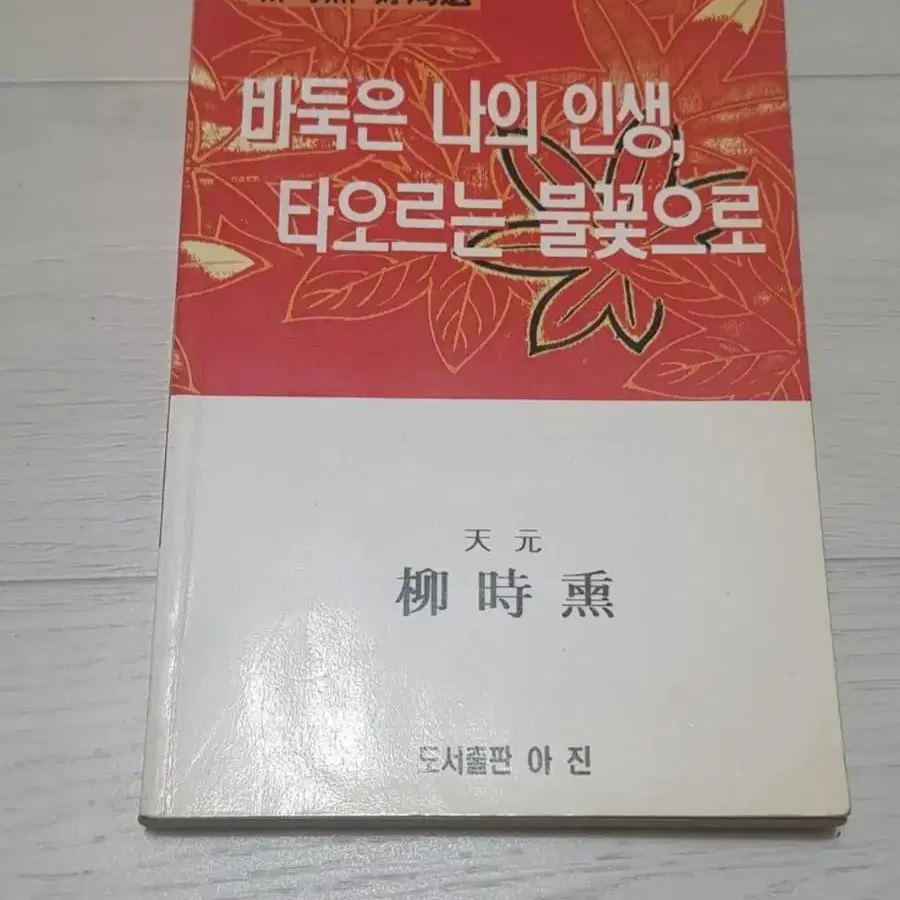 바둑은 나의 인생,
타오르는 불꽃으로
天元
柳時熏
도서출판 아진